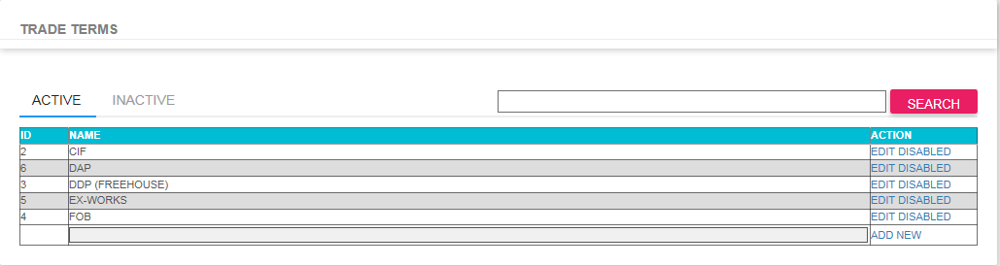 TRADE TERMS
ACTIVE INACTIVE SEARCH
ID NAME ACTION
2 CIF EDIT DISABLED
6 DAP EDIT DISABLED
3 DDP (FREEHOUSE) EDIT DISABLED
5 EX-WORKS EDIT DISABLED
4 FOB EDIT DISABLED
ADD NEW